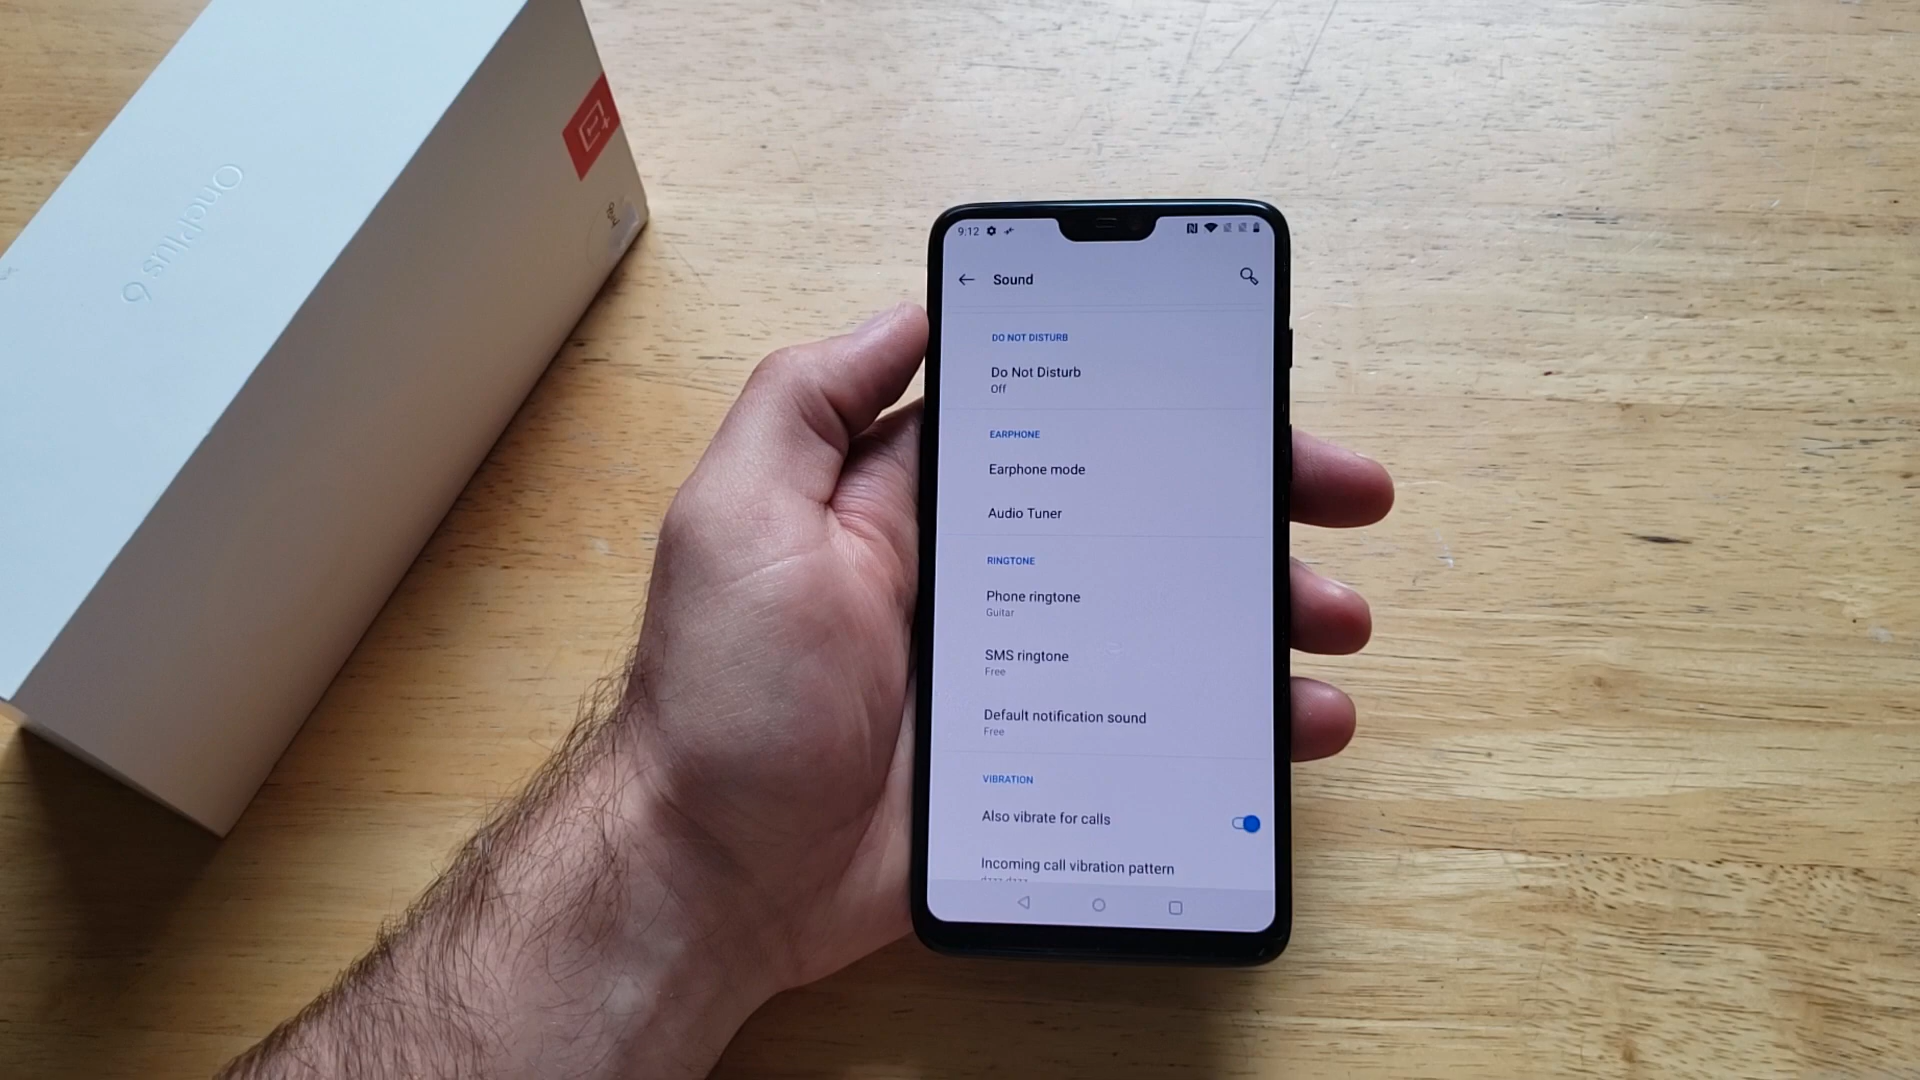 Oneplus 6
9:12
Sound
DO NOT DISTURB
Do Not Disturb
Off
EARPHONE
Earphone mode
Audio Tuner
RINGTONE
Phone ringtone
Guitar
SMS ringtone
Free
Default notification sound
Free
VIBRATION
Also vibrate for calls
Incoming call vibration pattern